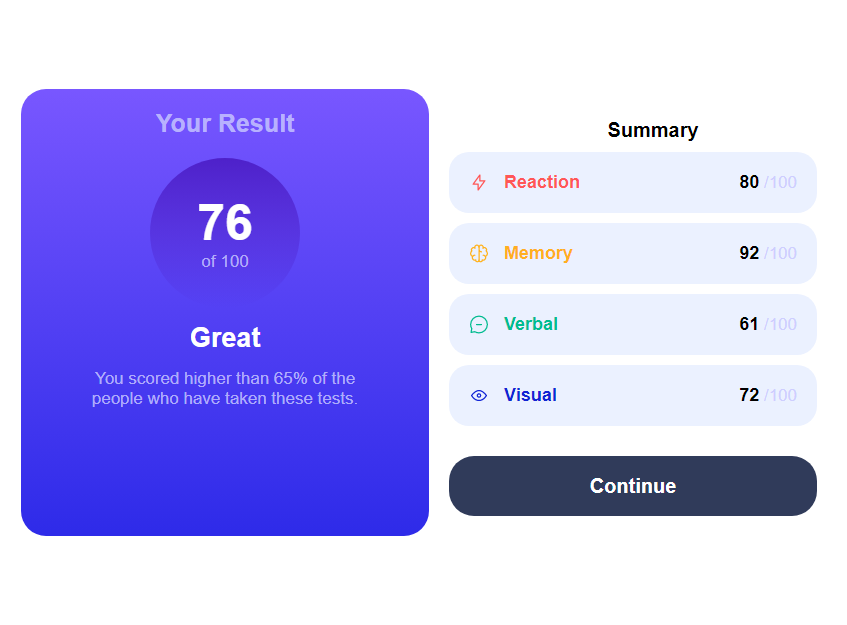 Your Result
76
of 100
Great
You scored higher than 65% of the
people who have taken these tests.
Summary
Reaction 80 /100
Memory 92 /100
Verbal 61 /100
Visual 72 /100
Continue